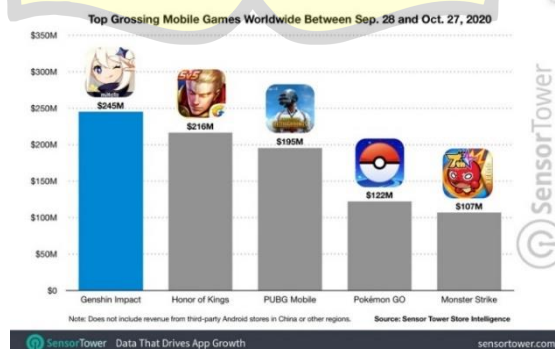 Top Grossing Mobile Games Worldwide Between Sep. 28 and Oct. 27, 2020
$350M
$300M
$250M
$200M
$150M
$100M
$50M
$0
$245M
$216M
$195M
$122M
$107M
Genshin Impact
Honor of Kings
PUBG Mobile
Pokémon GO
Monster Strike
Note: Does not include revenue from third-party Android stores in China or other regions.
Source: Sensor Tower Store Intelligence
SensorTower
SensorTower Data That Drives App Growth
sensortower.com